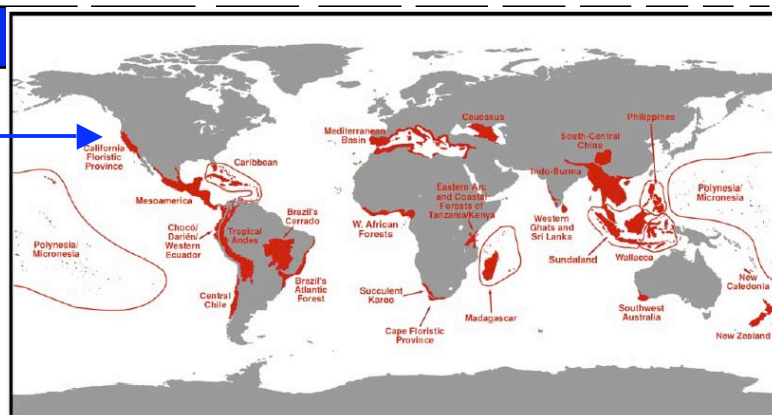 California
Floristic
Province
Mesoamerica
Caribbean
Polynesia/
Micronesia
Chocó/
Darién/
Western
Ecuador
Tropical
Andes
Brazil's
Cerrado
Brazil's
Atlantic
Forest
Central
Chile
Mediterranean
Basin
Caucasus
W. African
Forests
Eastern Arc
and Coastal
Forests of
Tanzania/Kenya
Succulent
Karoo
Cape Floristic
Province
Madagascar
South-Central
China
Indo-Burma
Western
Ghats and
Sri Lanka
Philippines
Sundaland
Wallacea
Polynesia/
Micronesia
Southwest
Australia
New
Caledonia
New Zealand